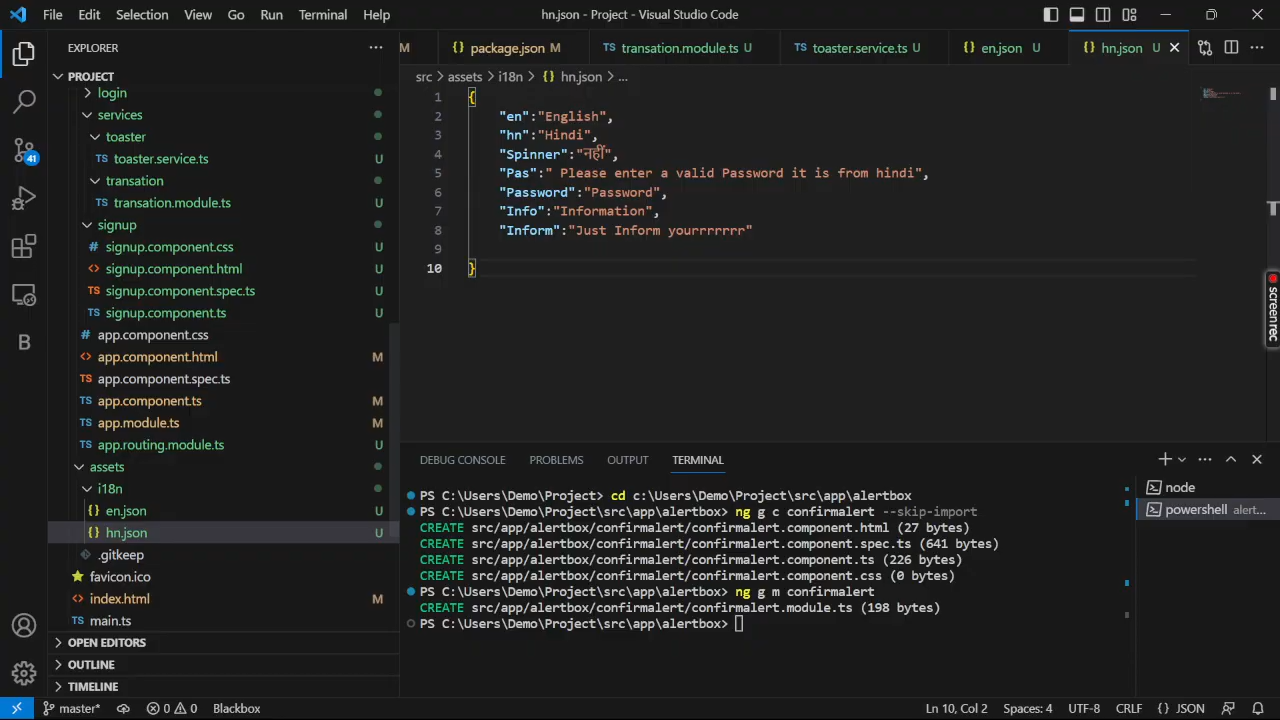 File Edit Selection View Go Run Terminal Help
hn.json - Project - Visual Studio Code
EXPLORER
PROJECT
login
services
toaster
toaster.service.ts U
transation
transation.module.ts U
signup
signup.component.css U
signup.component.html U
signup.component.spec.ts U
signup.component.ts U
app.component.css
app.component.html M
app.component.spec.ts
app.component.ts M
app.module.ts M
app.routing.module.ts U
assets
i18n
en.json U
hn.json U
.gitkeep
favicon.ico
index.html M
main.ts
OPEN EDITORS
OUTLINE
TIMELINE
41
B
M package.json M transation.module.ts U toaster.service.ts U en.json U hn.json U
src > assets > i18n > {} hn.json > ...
1 {
2 "en":"English",
3 "hn":"Hindi",
4 "Spinner":"नहीं",
5 "Pas":" Please enter a valid Password it is from hindi",
6 "Password":"Password",
7 "Info":"Information",
8 "Inform":"Just Inform yourrrrrrr"
9
10 }
screenrec
DEBUG CONSOLE PROBLEMS OUTPUT TERMINAL
PS C:\Users\Demo\Project> cd c:\Users\Demo\Project\src\app\alertbox
PS C:\Users\Demo\Project\src\app\alertbox> ng g c confirmalert --skip-import
CREATE src/app/alertbox/confirmalert/confirmalert.component.html (27 bytes)
CREATE src/app/alertbox/confirmalert/confirmalert.component.spec.ts (641 bytes)
CREATE src/app/alertbox/confirmalert/confirmalert.component.ts (226 bytes)
CREATE src/app/alertbox/confirmalert/confirmalert.component.css (0 bytes)
PS C:\Users\Demo\Project\src\app\alertbox> ng g m confirmalert
CREATE src/app/alertbox/confirmalert/confirmalert.module.ts (198 bytes)
PS C:\Users\Demo\Project\src\app\alertbox>
node
powershell alert...
master* 0 0 Blackbox Ln 10, Col 2 Spaces: 4 UTF-8 CRLF {} JSON